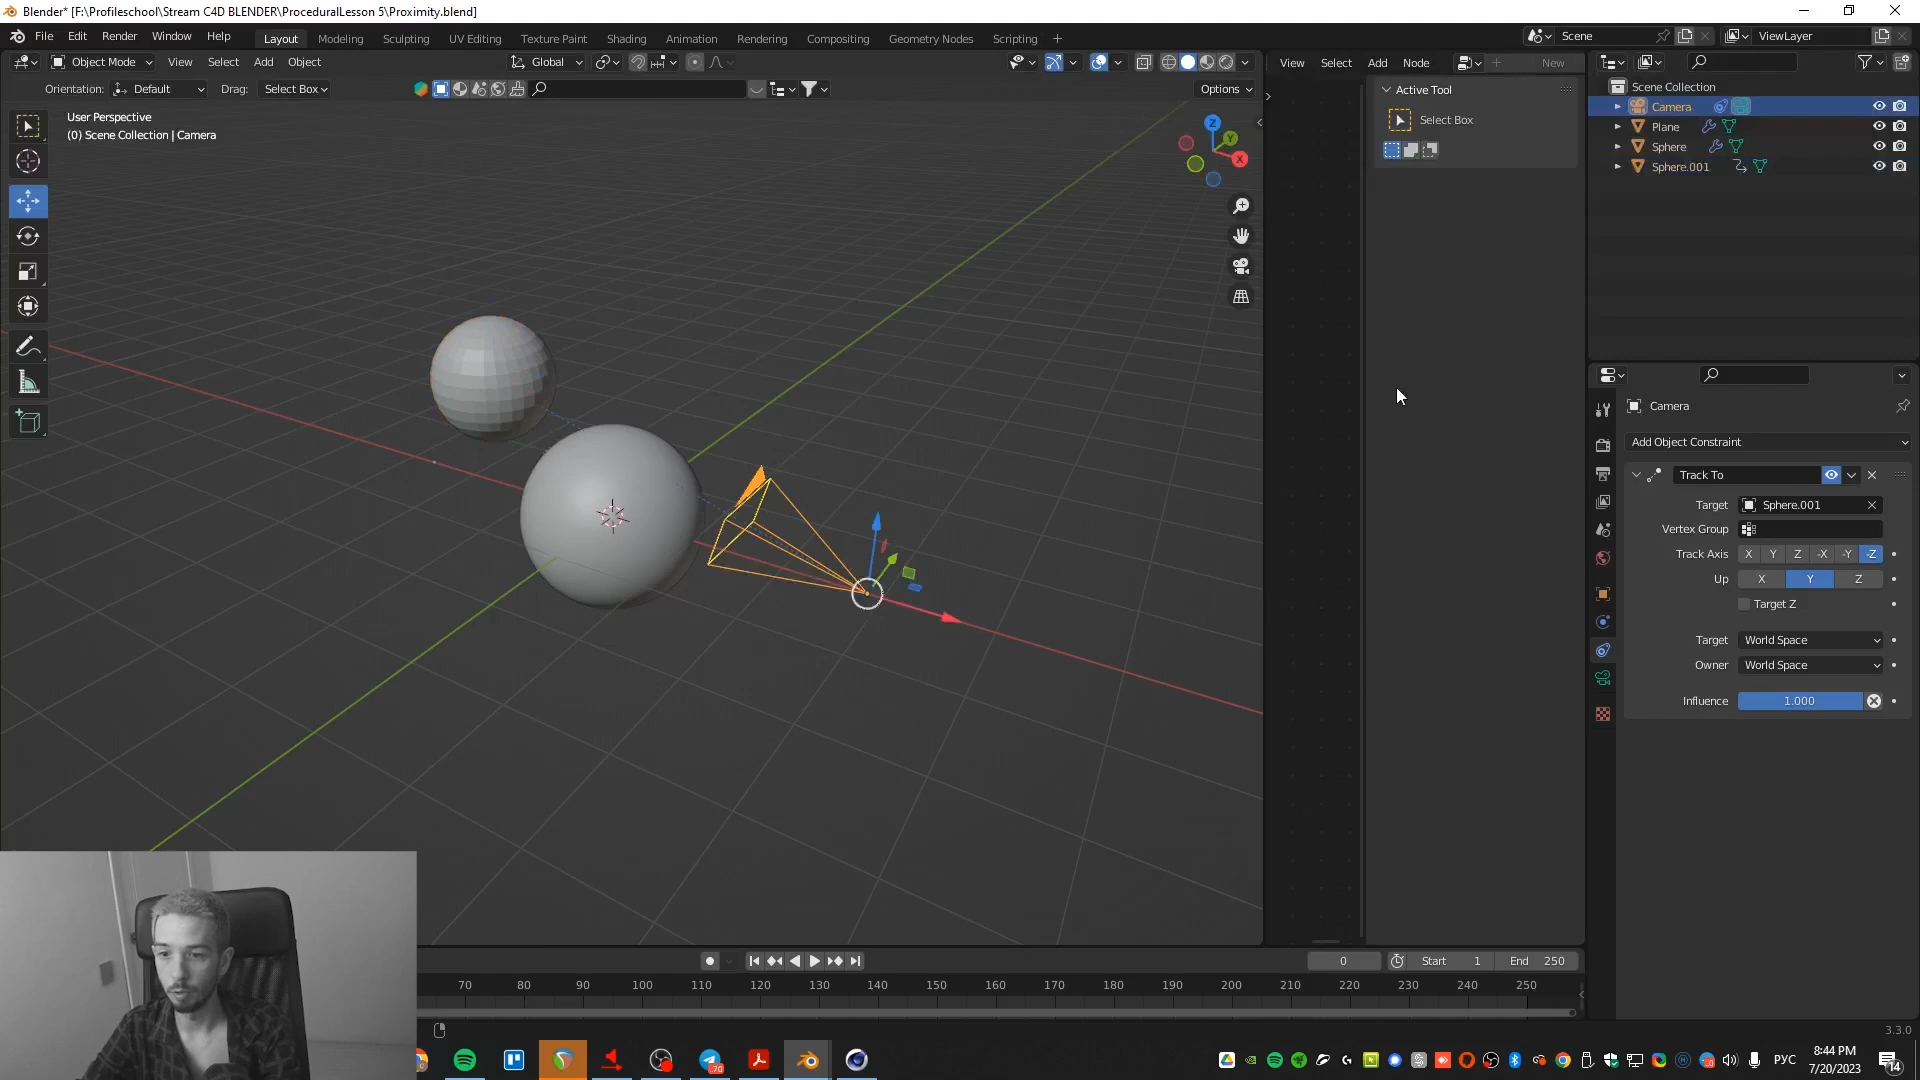 Blender* [F:\Profileschool\Stream C4D BLENDER\ProceduralLesson 5\Proximity.blend]
File Edit Render Window Help
Layout Modeling Sculpting UV Editing Texture Paint Shading Animation Rendering Compositing Geometry Nodes Scripting +
Scene ViewLayer
Object Mode View Select Add Object Global
View Select Add Node New
Orientation: Default Drag: Select Box Options
Active Tool
Select Box
User Perspective
(0) Scene Collection | Camera
Z
Y
X
Scene Collection
Camera
Plane
Sphere
Sphere.001
Camera
Add Object Constraint
Track To
Target Sphere.001
Vertex Group
Track Axis X Y Z -X -Y -Z
Up X Y Z
Target Z
Target World Space
Owner World Space
Influence 1.000
0 Start 1 End 250
70 80 90 100 110 120 130 140 150 160 170 180 190 200 210 220 230 240 250
3.3.0
70
РУС
8:44 PM
7/20/2023
14